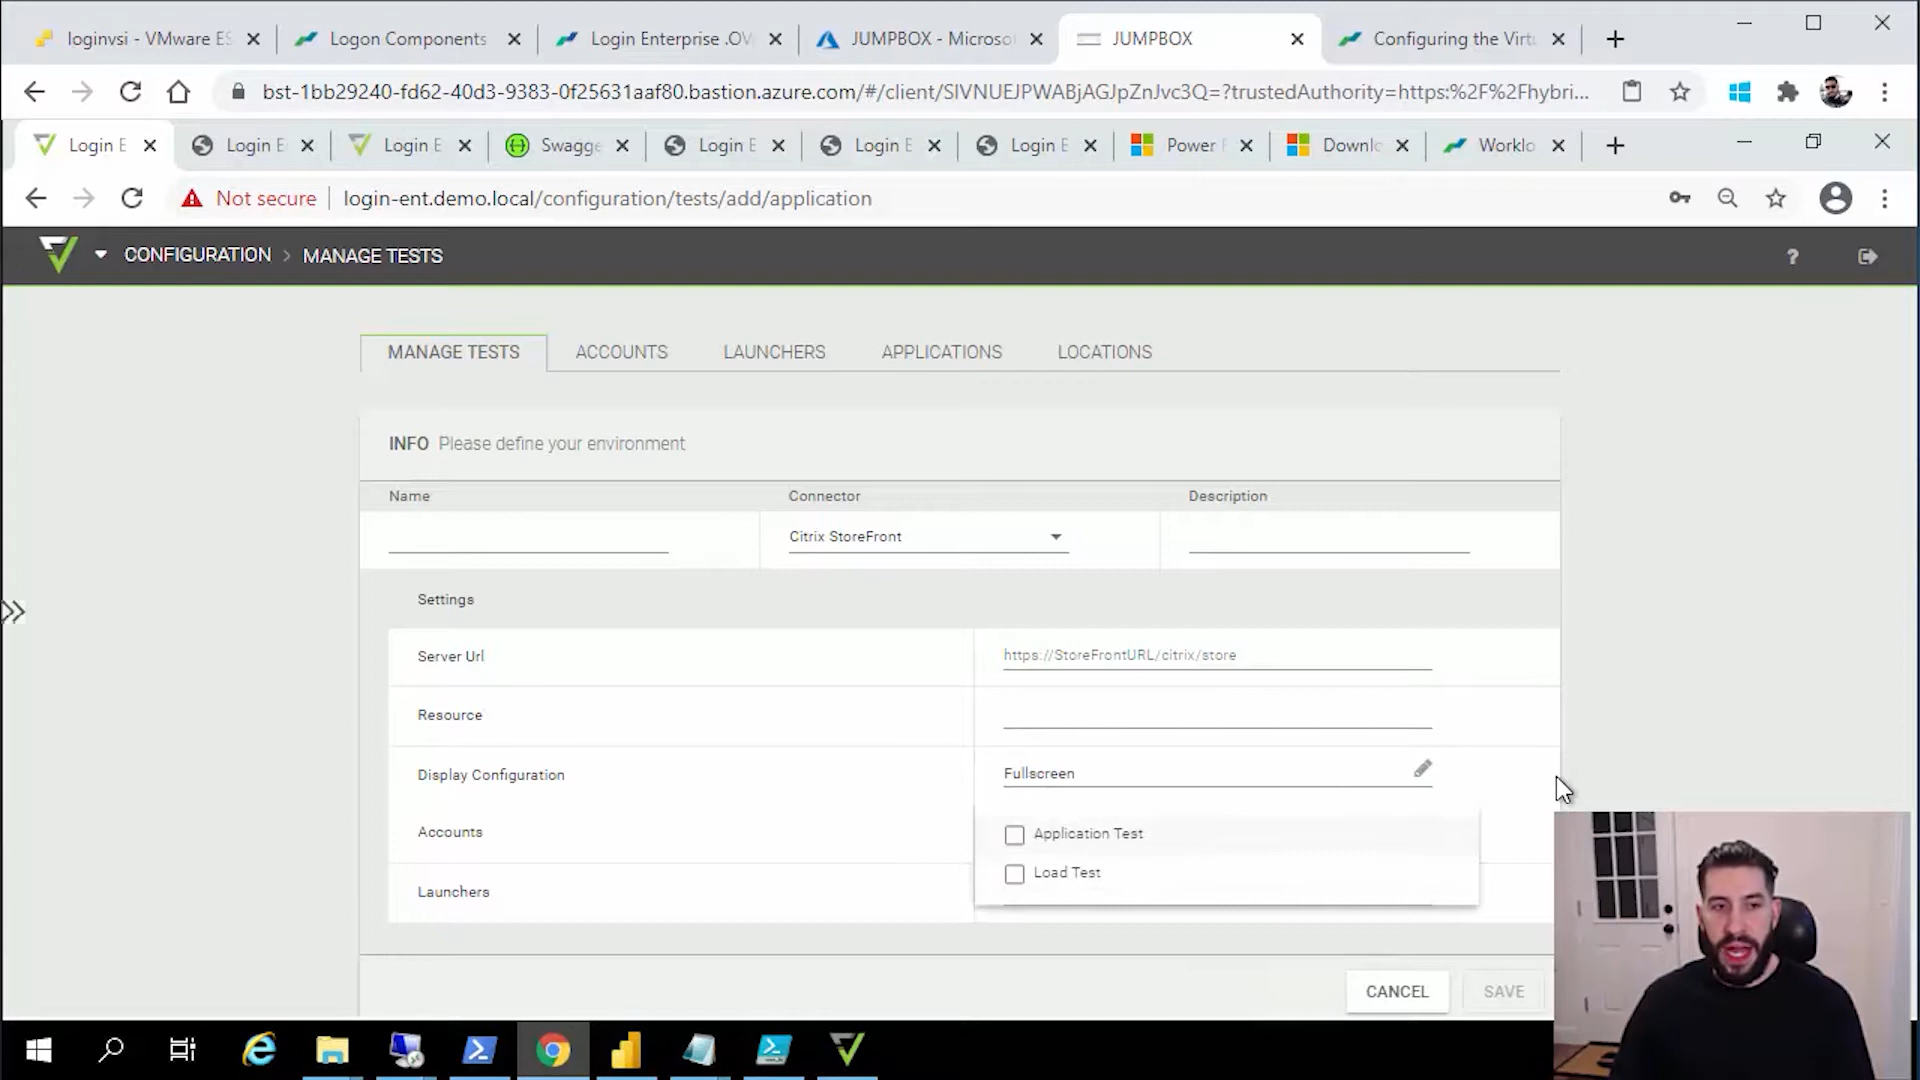 loginvsi - VMware ES
Logon Components
Login Enterprise .OV
JUMPBOX - Microso
JUMPBOX
Configuring the Virtu
bst-1bb29240-fd62-40d3-9383-0f25631aaf80.bastion.azure.com/#/client/SlVNUEJPWABjAGJpZnJvc3Q=?trustedAuthority=https:%2F%2Fhybri...
Login E
Login E
Login E
Swagge
Login E
Login E
Login E
Power
Downlo
Worklo
Not secure
login-ent.demo.local/configuration/tests/add/application
CONFIGURATION > MANAGE TESTS
?
MANAGE TESTS
ACCOUNTS
LAUNCHERS
APPLICATIONS
LOCATIONS
INFO Please define your environment
Name
Connector
Description
Citrix StoreFront
Settings
Server Url
https://StoreFrontURL/citrix/store
Resource
Display Configuration
Fullscreen
Accounts
Application Test
Load Test
Launchers
CANCEL
SAVE